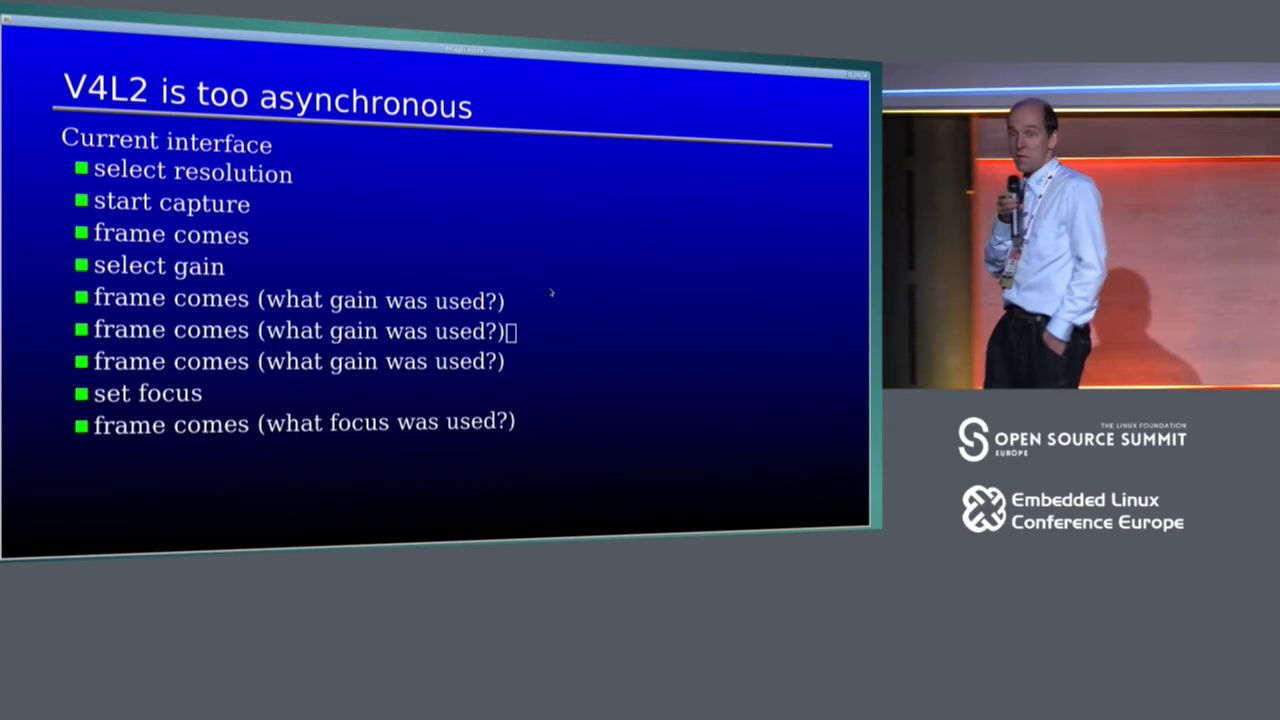 V4L2 is too asynchronous
Current interface
select resolution
start capture
frame comes
select gain
frame comes (what gain was used?)
frame comes (what gain was used?)
frame comes (what gain was used?)
set focus
frame comes (what focus was used?)
THE LINUX FOUNDATION
OPEN SOURCE SUMMIT
EUROPE
Embedded Linux
Conference Europe